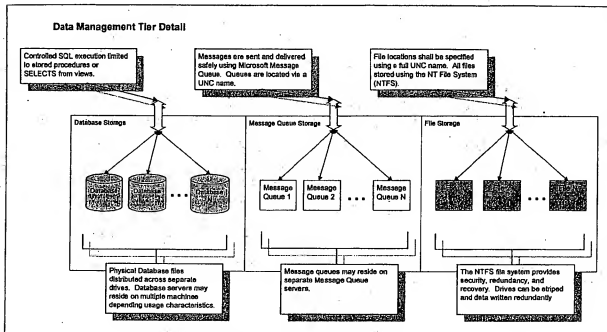 Data Management Tier Detail
Controlled SQL execution limited
to stored procedures or
SELECTS from views.
Messages are sent and delivered
safely using Microsoft Message
Queue. Queues are located via a
UNC name.
File locations shall be specified
using a full UNC name. All files
stored using the NT File System
(NTFS).
Database Storage
Message Queue Storage
File Storage
Database
Database
Database
Message
Queue 1
Message
Queue 2
Message
Queue N
Physical Database files
distributed across separate
drives. Database servers may
reside on multiple machines
depending usage characteristics.
Message queues may reside on
separate Message Queue
servers.
The NTFS file system provides
security, redundancy, and
recovery. Drives can be striped
and data written redundantly